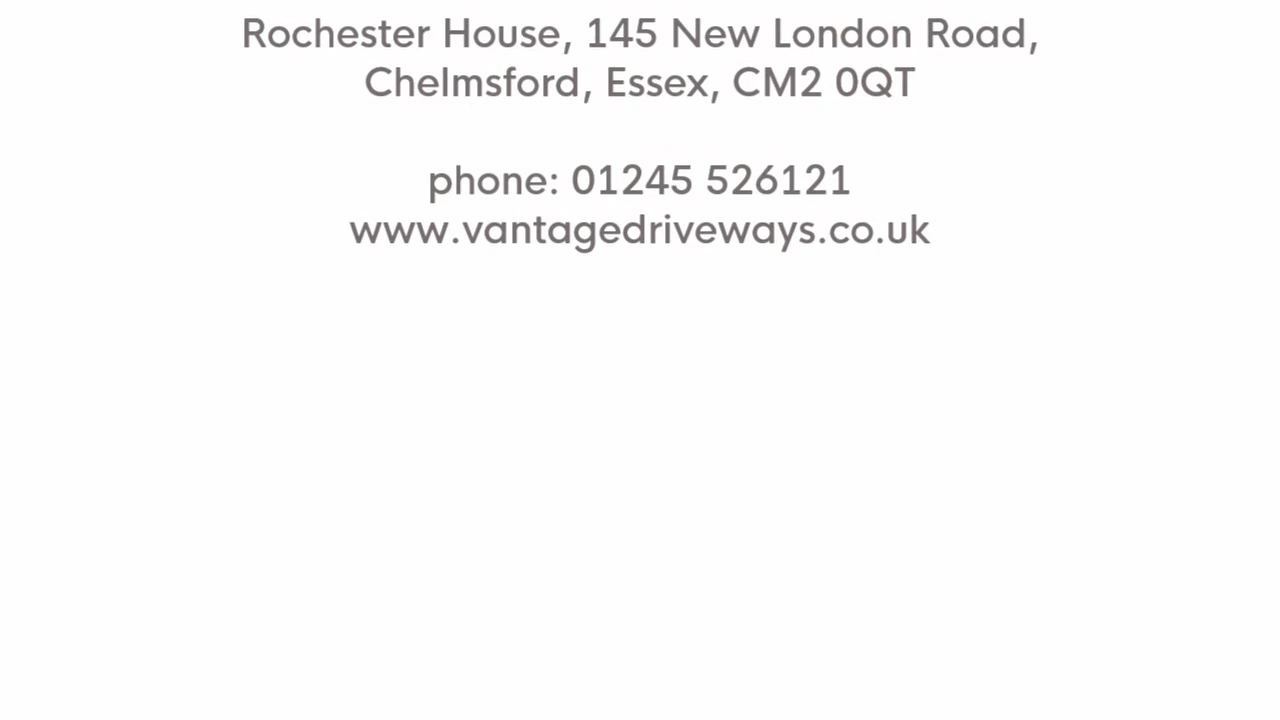 Rochester House, 145 New London Road,
Chelmsford, Essex, CM2 0QT
phone: 01245 526121
www.vantagedriveways.co.uk